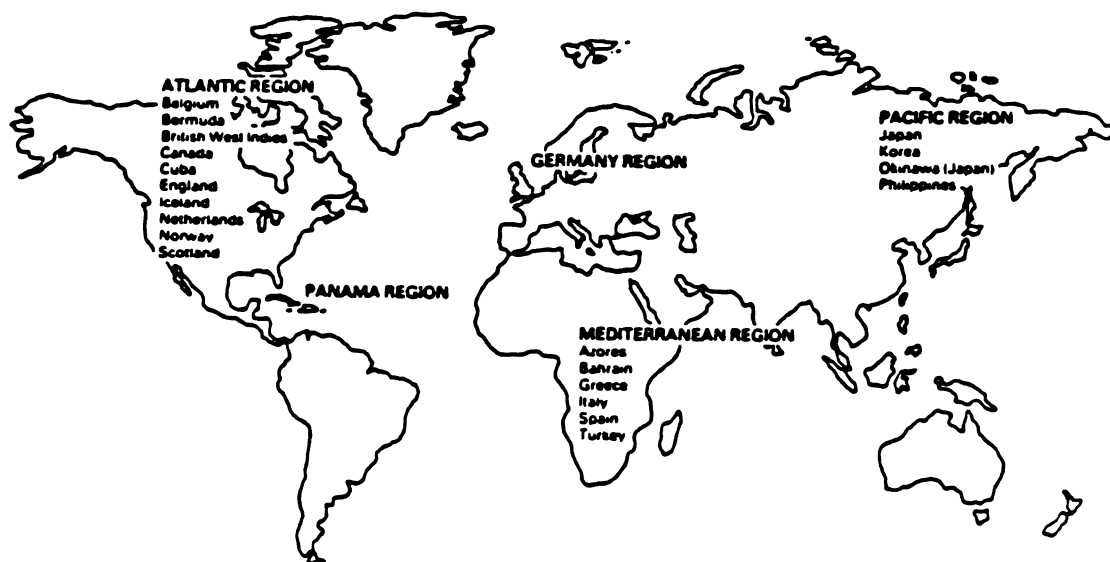 ATLANTIC REGION
Belgium
Bermuda
British West Indies
Canada
Cuba
England
Iceland
Netherlands
Norway
Scotland
PANAMA REGION
GERMANY REGION
MEDITERRANEAN REGION
Azores
Bahrain
Greece
Italy
Spain
Turkey
PACIFIC REGION
Japan
Korea
Okinawa (Japan)
Philippines